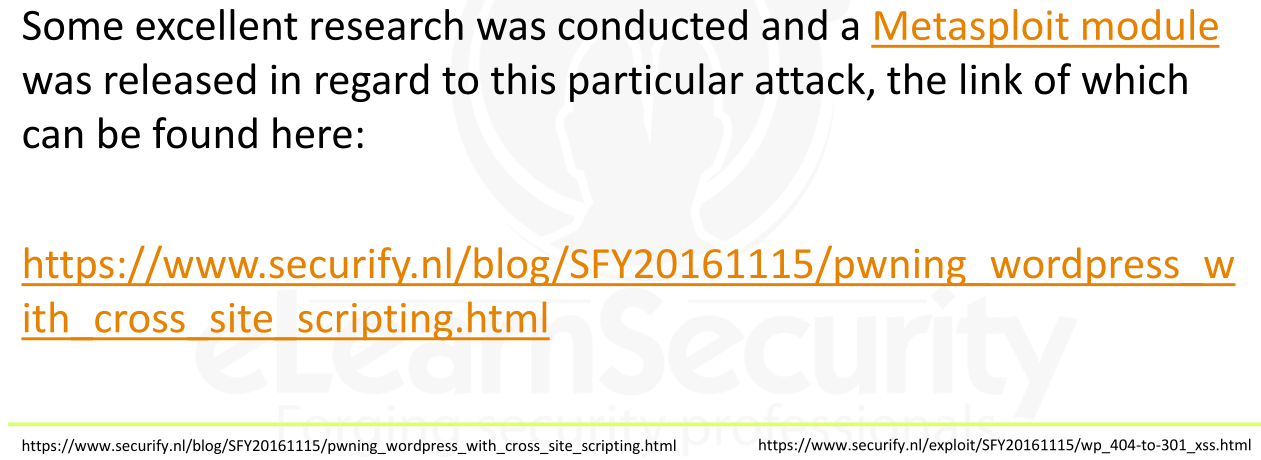 Some excellent research was conducted and a Metasploit module
was released in regard to this particular attack, the link of which
can be found here:
https://www.securify.nl/blog/SFY20161115/pwning_wordpress_w
ith_cross_site_scripting.html
eLearnSecurity
Forging security professionals
https://www.securify.nl/blog/SFY20161115/pwning_wordpress_with_cross_site_scripting.html
https://www.securify.nl/exploit/SFY20161115/wp_404-to-301_xss.html